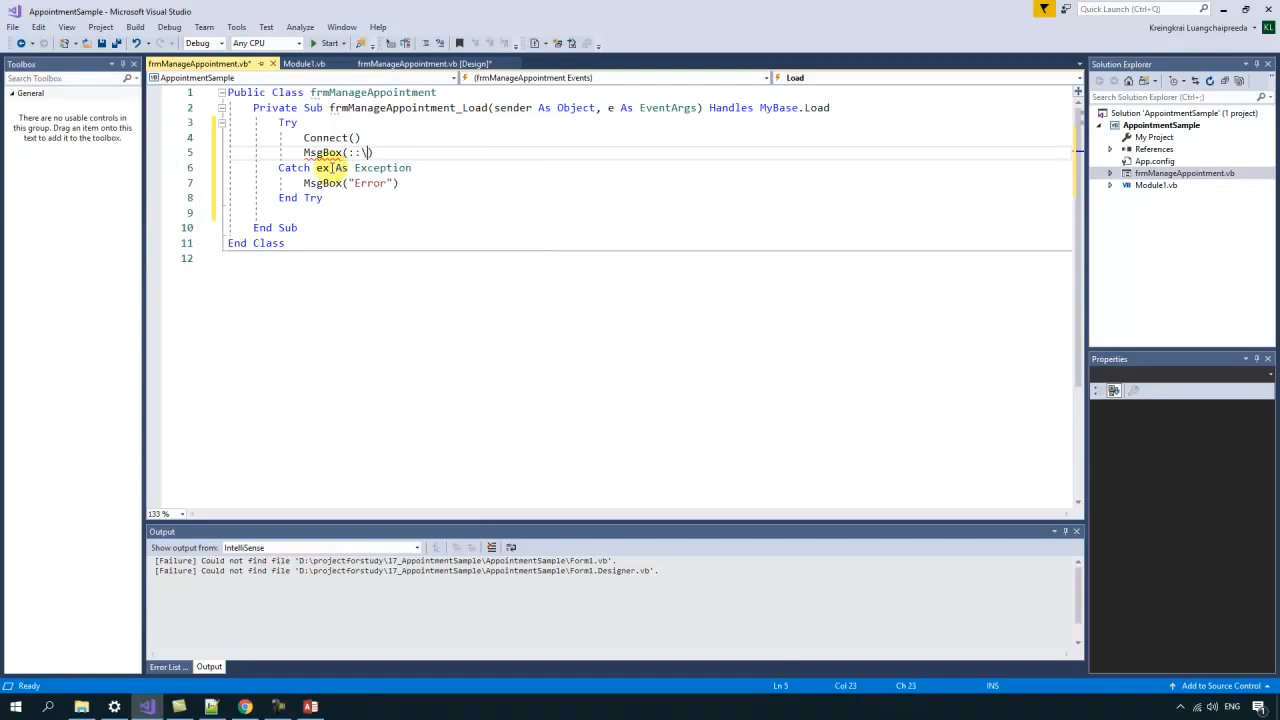 AppointmentSample - Microsoft Visual Studio
Quick Launch (Ctrl+Q)
File Edit View Project Build Debug Team Tools Test Analyze Window Help
Kreingkrai Luangchaipreeda KL
Debug Any CPU Start
Toolbox
Search Toolbox
General
There are no usable controls in
this group. Drag an item onto this
text to add it to the toolbox.
frmManageAppointment.vb* Module1.vb frmManageAppointment.vb [Design]*
AppointmentSample (frmManageAppointment Events) Load
1 Public Class frmManageAppointment
2 Private Sub frmManageAppointment_Load(sender As Object, e As EventArgs) Handles MyBase.Load
3 Try
4 Connect()
5 MsgBox(::\)
6 Catch ex As Exception
7 MsgBox("Error")
8 End Try
9
10 End Sub
11 End Class
12
133 %
Output
Show output from: IntelliSense
[Failure] Could not find file 'D:\projectforstudy\17_AppointmentSample\AppointmentSample\Form1.vb'.
[Failure] Could not find file 'D:\projectforstudy\17_AppointmentSample\AppointmentSample\Form1.Designer.vb'.
Error List ... Output
Solution Explorer
Search Solution Explorer (Ctrl+;)
Solution 'AppointmentSample' (1 project)
AppointmentSample
My Project
References
App.config
frmManageAppointment.vb
Module1.vb
Properties
Ready Ln 5 Col 23 Ch 23 INS Add to Source Control
ENG